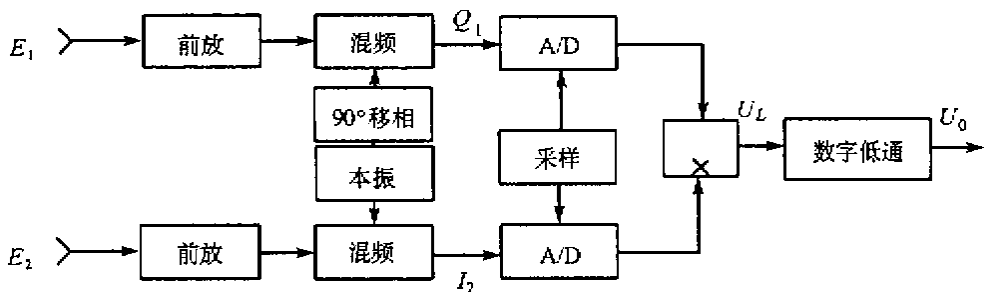 E₁
前放
混频
Q₁
A/D
90°移相
本振
采样
×
U_L
数字低通
U₀
E₂
前放
混频
I₂
A/D